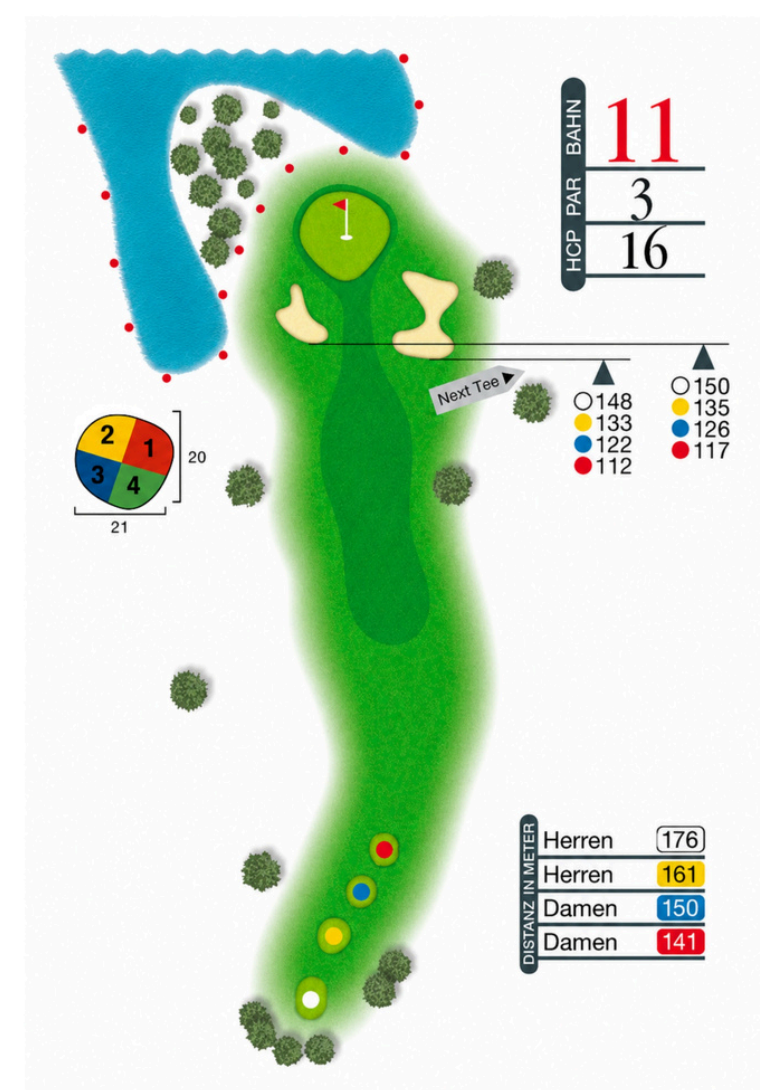 BAHN 11
PAR 3
HCP 16
Next Tee
148
133
122
112
150
135
126
117
2 1
3 4
20
21
DISTANZ IN METER
Herren 176
Herren 161
Damen 150
Damen 141